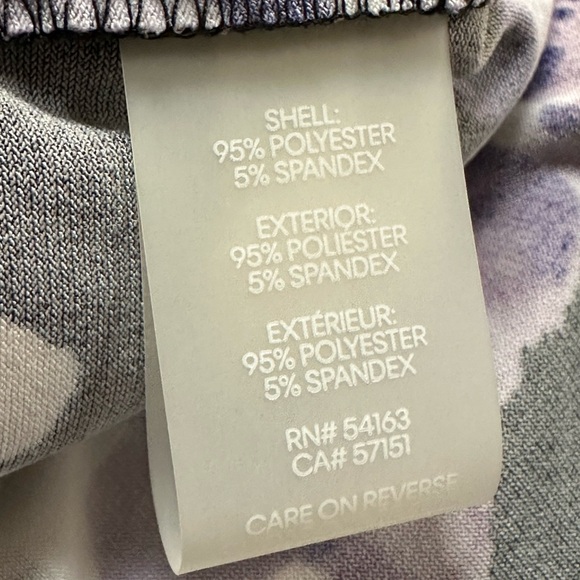 SHELL:
95% POLYESTER
5% SPANDEX
EXTERIOR:
95% POLIÉSTER
5% SPANDEX
EXTÉRIEUR:
95% POLYESTER
5% SPANDEX
RN# 54163
CA# 57151
CARE ON REVERSE